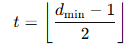 t = ⌊ (d_min − 1) / 2 ⌋